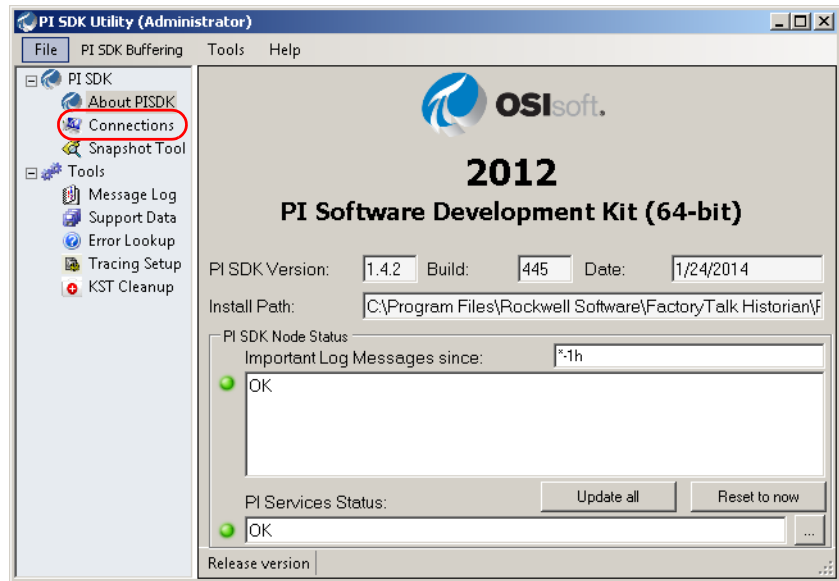 PI SDK Utility (Administrator)
File PI SDK Buffering Tools Help
PI SDK
About PISDK
Connections
Snapshot Tool
Tools
Message Log
Support Data
Error Lookup
Tracing Setup
KST Cleanup
OSIsoft.
2012
PI Software Development Kit (64-bit)
PI SDK Version: 1.4.2 Build: 445 Date: 1/24/2014
Install Path: C:\Program Files\Rockwell Software\FactoryTalk Historian\
PI SDK Node Status
Important Log Messages since: *-1h
OK
Update all Reset to now
PI Services Status:
OK ...
Release version